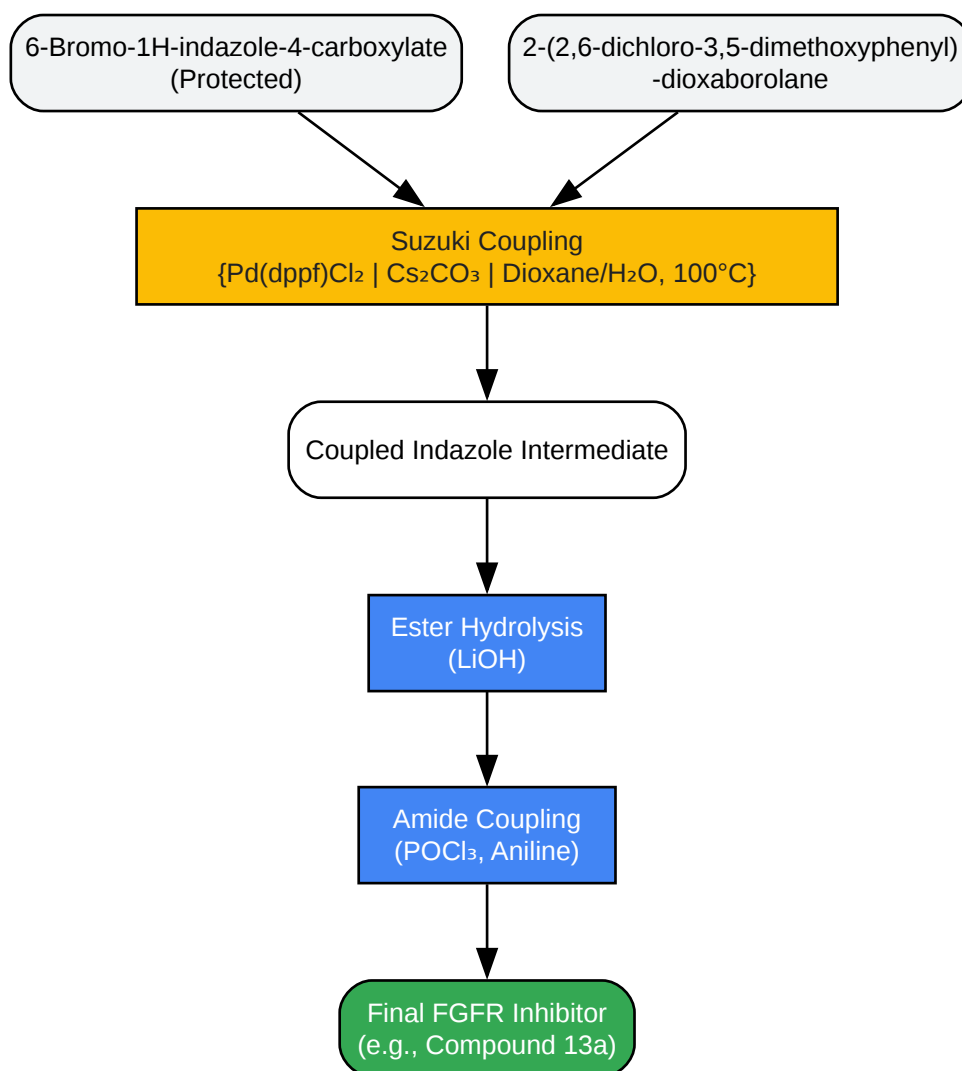 6-Bromo-1H-indazole-4-carboxylate
(Protected)
2-(2,6-dichloro-3,5-dimethoxyphenyl)
-dioxaborolane
Suzuki Coupling
{Pd(dppf)Cl₂ | Cs₂CO₃ | Dioxane/H₂O, 100°C}
Coupled Indazole Intermediate
Ester Hydrolysis
(LiOH)
Amide Coupling
(POCl₃, Aniline)
Final FGFR Inhibitor
(e.g., Compound 13a)